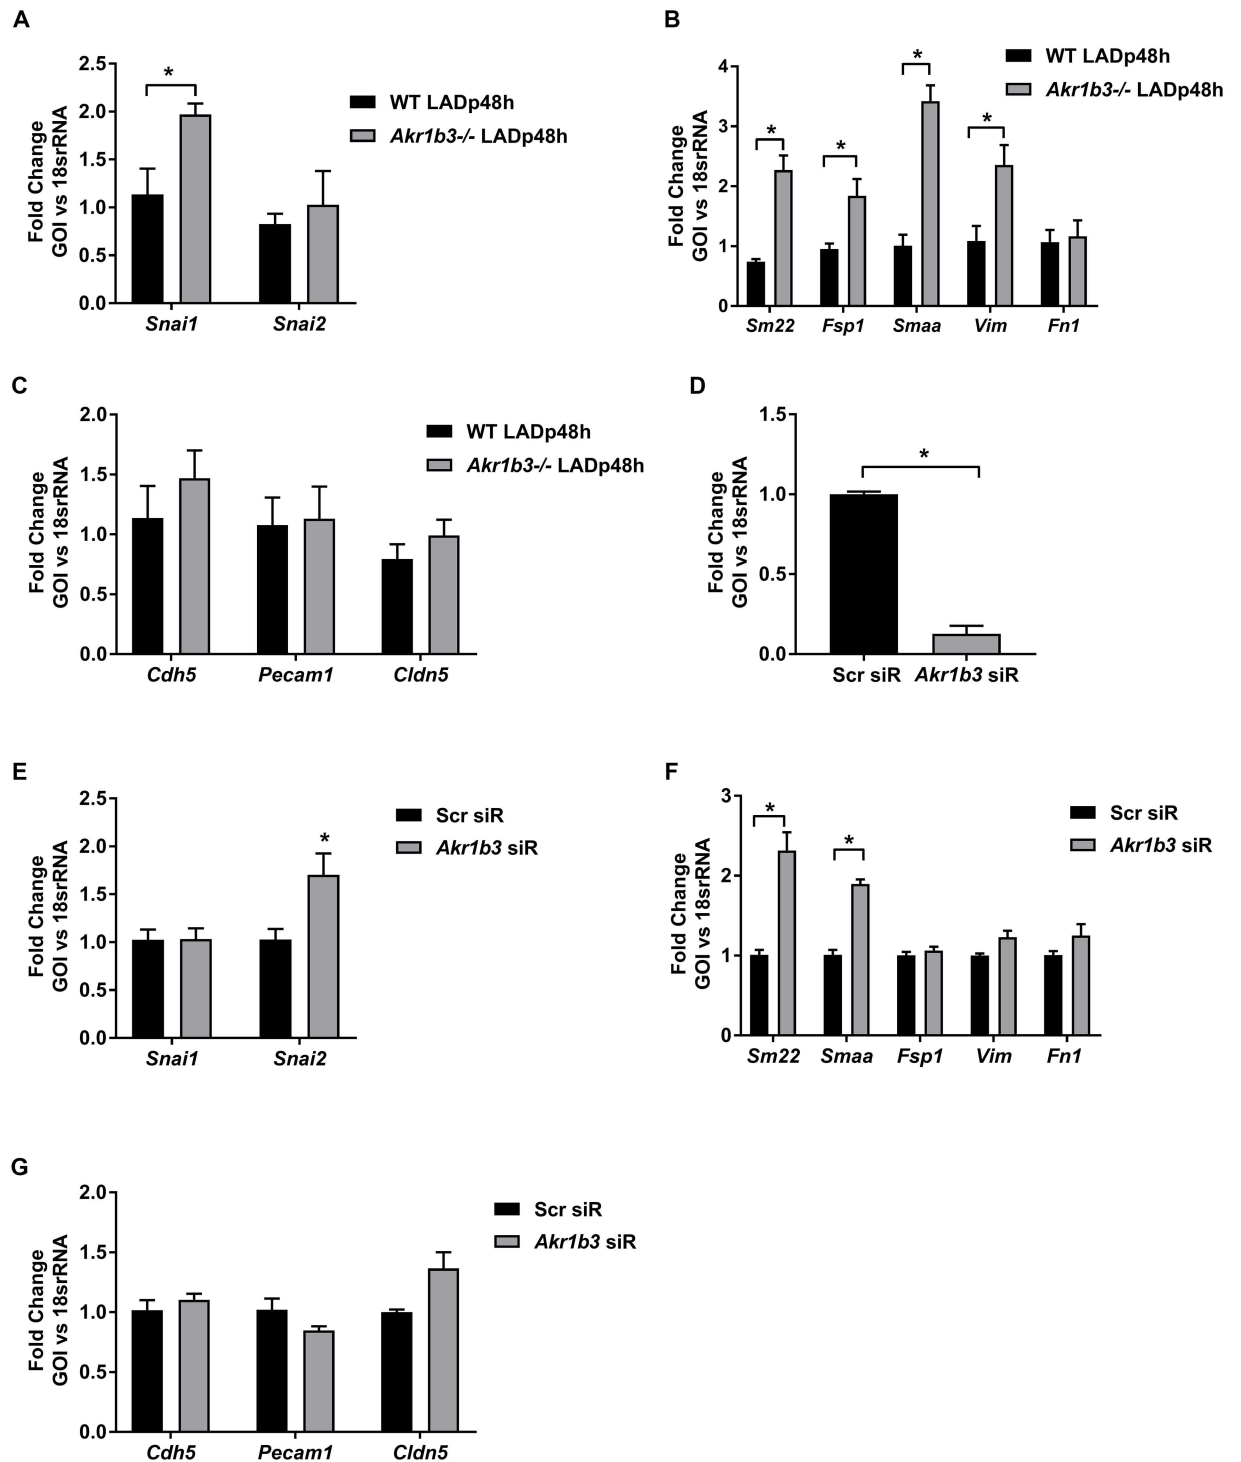 A
Fold Change
GOI vs 18srRNA
2.5
2.0
1.5
1.0
0.5
0.0
*
Snai1 Snai2
WT LADp48h
Akr1b3-/- LADp48h
B
Fold Change
GOI vs 18srRNA
4
3
2
1
0
* * * *
Sm22 Fsp1 Smaa Vim Fn1
WT LADp48h
Akr1b3-/- LADp48h
C
Fold Change
GOI vs 18srRNA
2.0
1.5
1.0
0.5
0.0
Cdh5 Pecam1 Cldn5
WT LADp48h
Akr1b3-/- LADp48h
D
Fold Change
GOI vs 18srRNA
1.5
1.0
0.5
0.0
*
Scr siR Akr1b3 siR
E
Fold Change
GOI vs 18srRNA
2.5
2.0
1.5
1.0
0.5
0.0
*
Snai1 Snai2
Scr siR
Akr1b3 siR
F
Fold Change
GOI vs 18srRNA
3
2
1
0
* *
Sm22 Smaa Fsp1 Vim Fn1
Scr siR
Akr1b3 siR
G
Fold Change
GOI vs 18srRNA
2.0
1.5
1.0
0.5
0.0
Cdh5 Pecam1 Cldn5
Scr siR
Akr1b3 siR